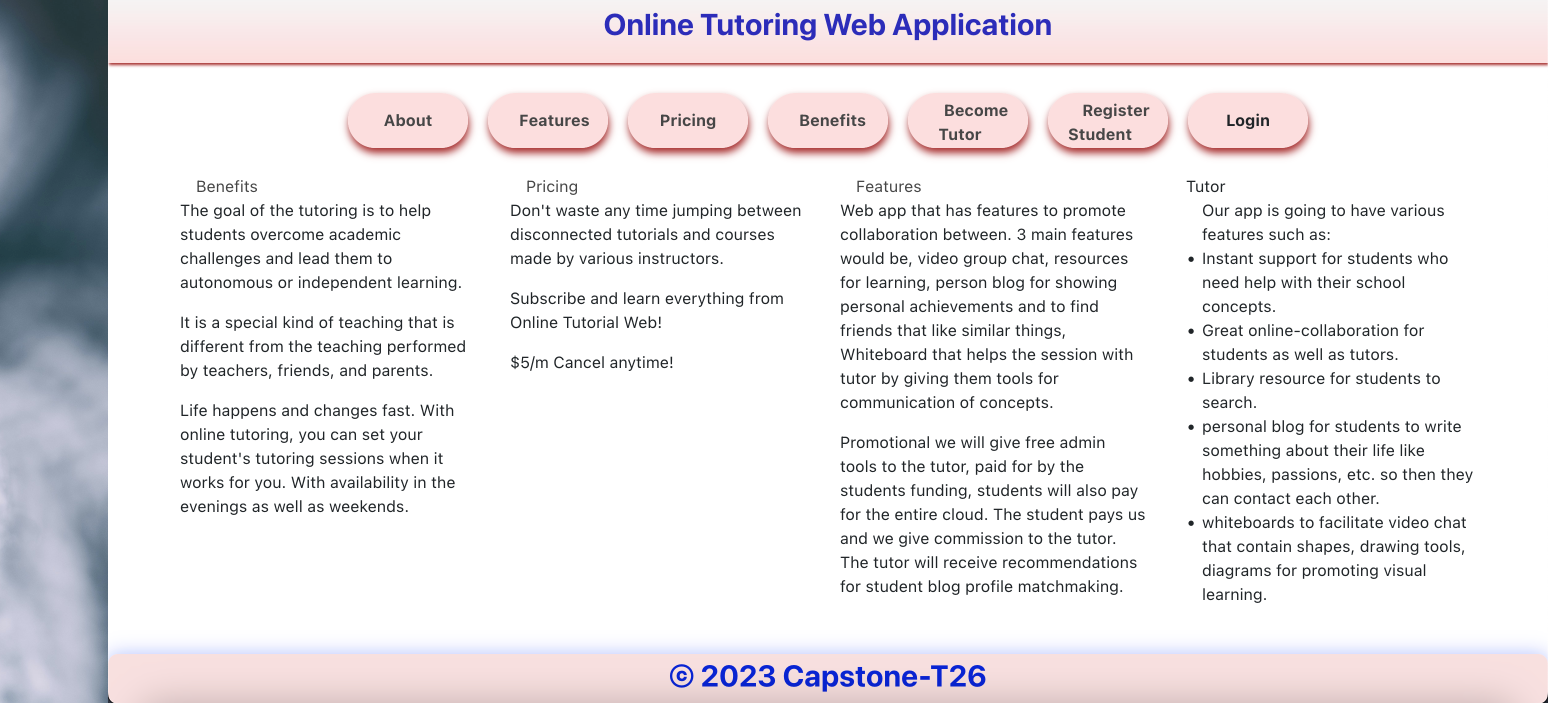 Online Tutoring Web Application
About
Features
Pricing
Benefits
Become
Tutor
Register
Student
Login
Benefits
The goal of the tutoring is to help
students overcome academic
challenges and lead them to
autonomous or independent learning.
It is a special kind of teaching that is
different from the teaching performed
by teachers, friends, and parents.
Life happens and changes fast. With
online tutoring, you can set your
student's tutoring sessions when it
works for you. With availability in the
evenings as well as weekends.
Pricing
Don't waste any time jumping between
disconnected tutorials and courses
made by various instructors.
Subscribe and learn everything from
Online Tutorial Web!
$5/m Cancel anytime!
Features
Web app that has features to promote
collaboration between. 3 main features
would be, video group chat, resources
for learning, person blog for showing
personal achievements and to find
friends that like similar things,
Whiteboard that helps the session with
tutor by giving them tools for
communication of concepts.
Promotional we will give free admin
tools to the tutor, paid for by the
students funding, students will also pay
for the entire cloud. The student pays us
and we give commission to the tutor.
The tutor will receive recommendations
for student blog profile matchmaking.
Tutor
Our app is going to have various
features such as:
• Instant support for students who
need help with their school
concepts.
• Great online-collaboration for
students as well as tutors.
• Library resource for students to
search.
• personal blog for students to write
something about their life like
hobbies, passions, etc. so then they
can contact each other.
• whiteboards to facilitate video chat
that contain shapes, drawing tools,
diagrams for promoting visual
learning.
© 2023 Capstone-T26